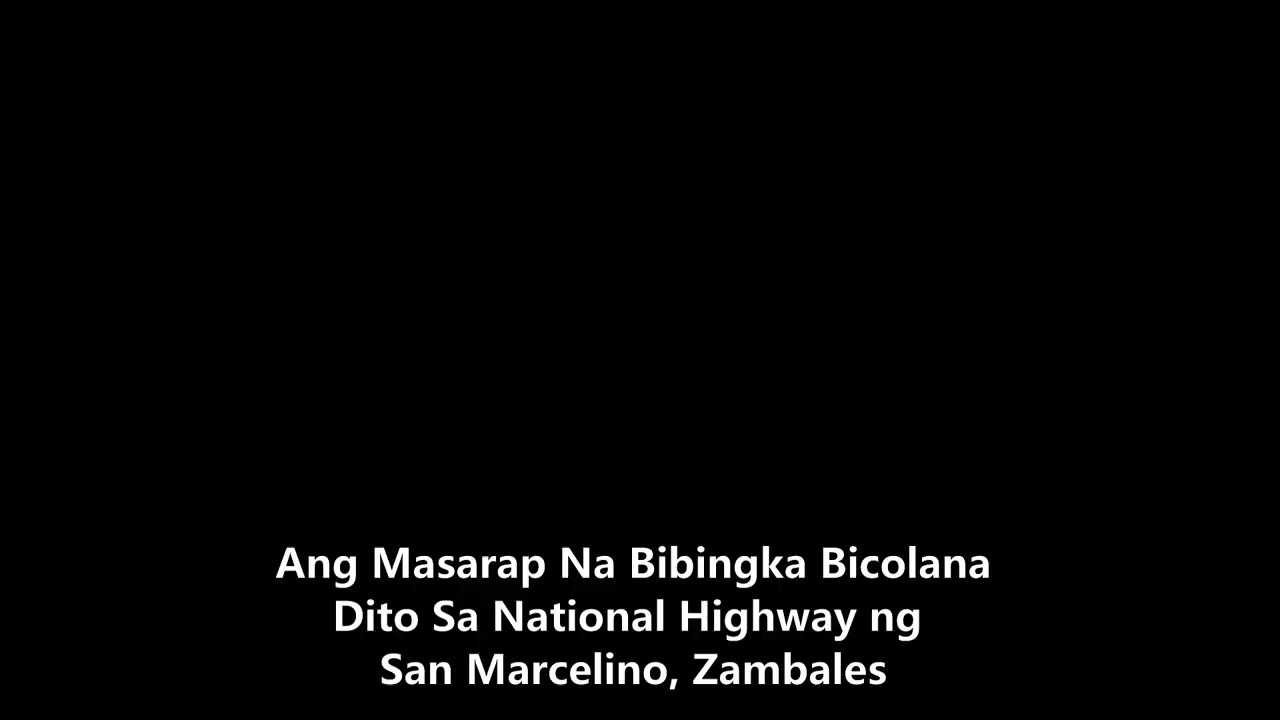 Ang Masarap Na Bibingka Bicolana
Dito Sa National Highway ng
San Marcelino, Zambales